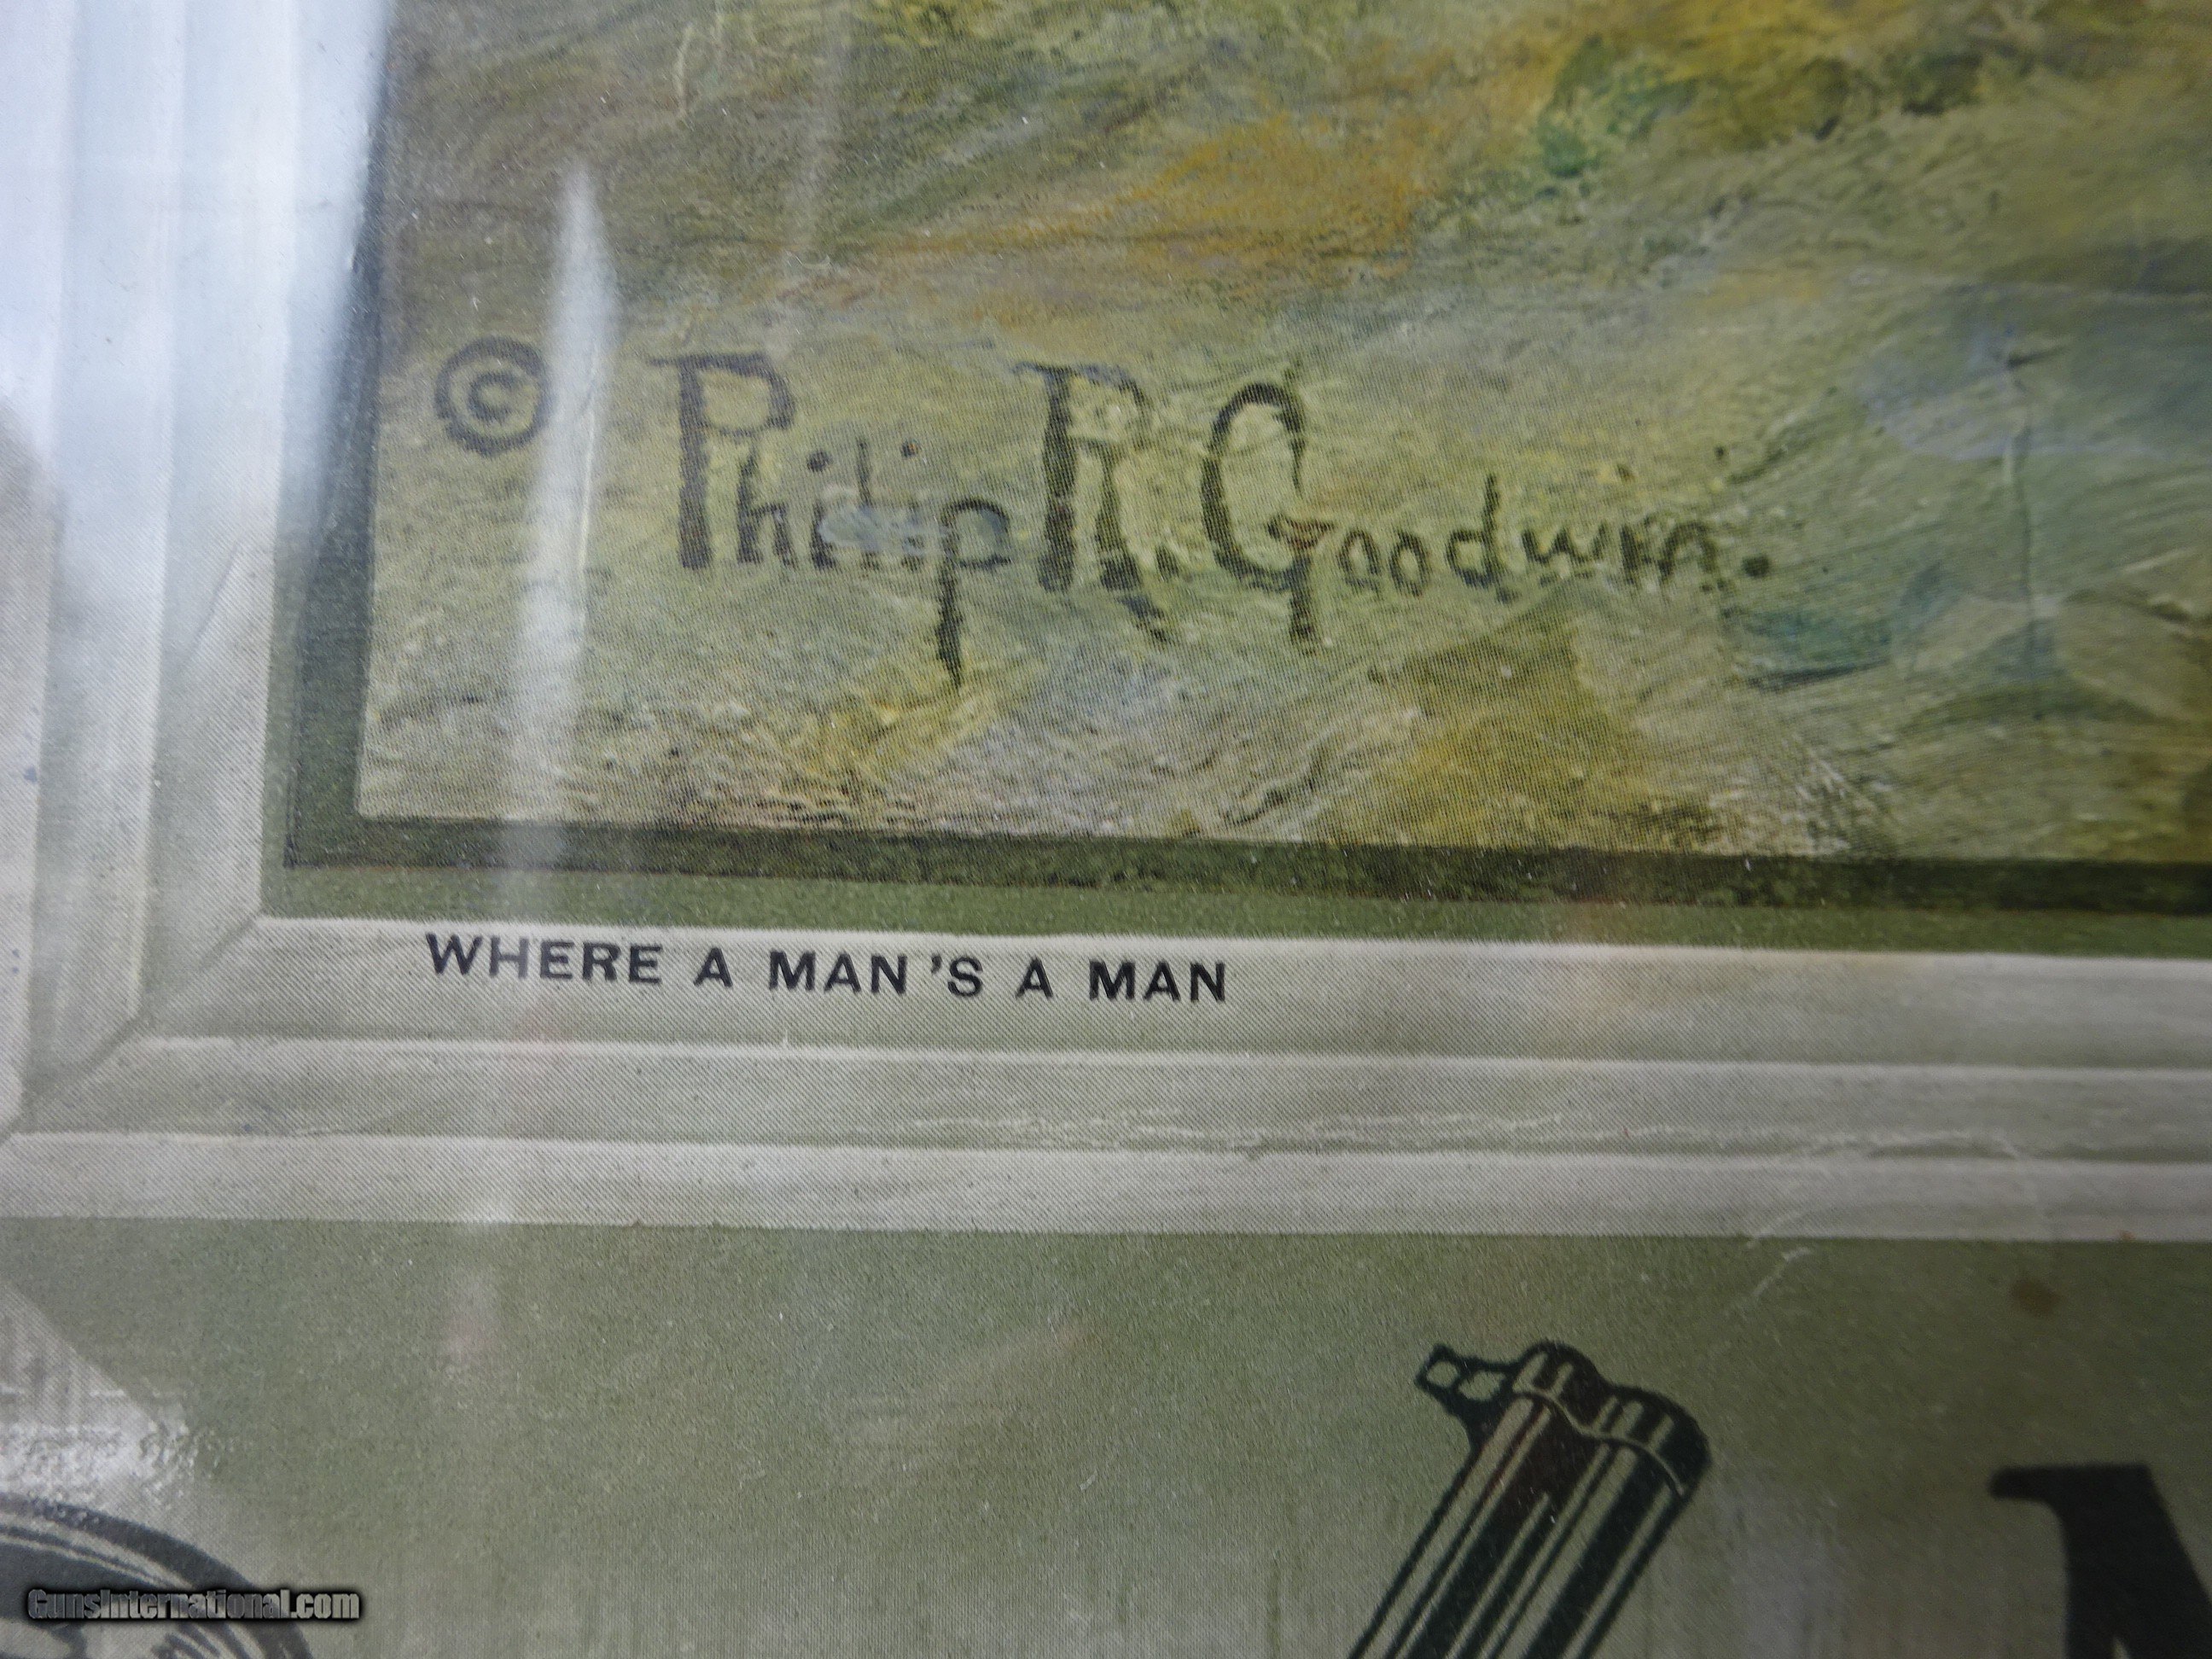 © Philip R. Goodwin.
WHERE A MAN'S A MAN
GunsInternational.com